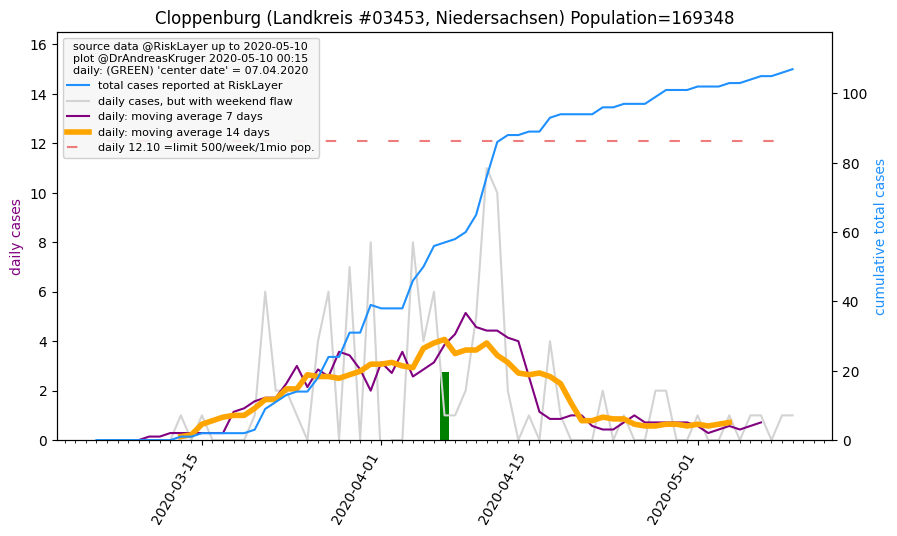 Cloppenburg (Landkreis #03453, Niedersachsen) Population=169348
source data @RiskLayer up to 2020-05-10
plot @DrAndreasKruger 2020-05-10 00:15
daily: (GREEN) 'center date' = 07.04.2020
total cases reported at RiskLayer
daily cases, but with weekend flaw
daily: moving average 7 days
daily: moving average 14 days
daily 12.10 =limit 500/week/1mio pop.
daily cases
16
14
12
10
8
6
4
2
0
100
80
60
40
20
0
cumulative total cases
2020-03-15
2020-04-01
2020-04-15
2020-05-01